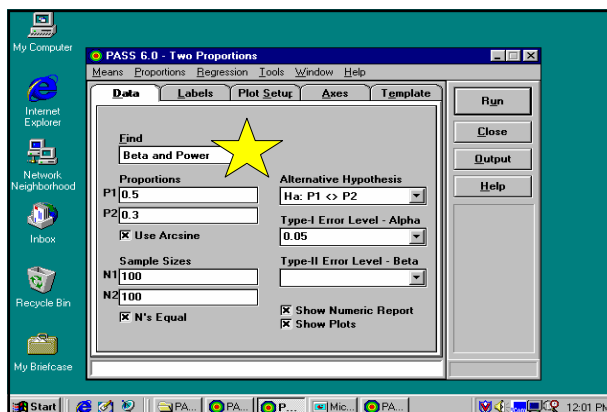 My Computer
Internet
Explorer
Network
Neighborhood
Inbox
Recycle Bin
My Briefcase
PASS 6.0 - Two Proportions
Means Proportions Regression Tools Window Help
Data Labels Plot Setup Axes Template
Find
Beta and Power
Proportions
P1 0.5
P2 0.3
Use Arcsine
Sample Sizes
N1 100
N2 100
N's Equal
Alternative Hypothesis
Ha: P1 <> P2
Type-I Error Level - Alpha
0.05
Type-II Error Level - Beta
Show Numeric Report
Show Plots
Run
Close
Output
Help
Start PA... PA... P... Mic... PA... 12:01 PM